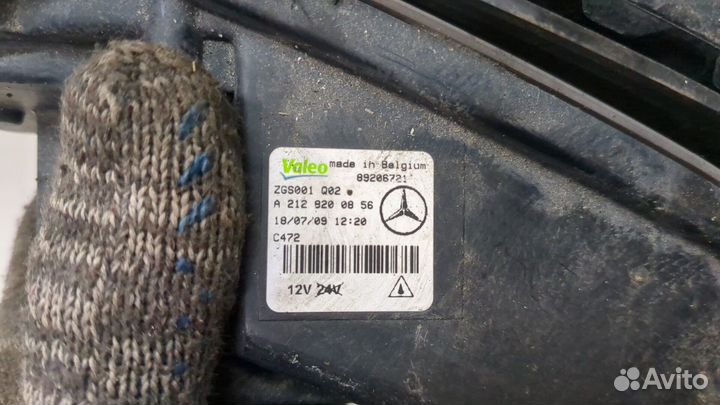 Valeo made in Belgium
89206721
ZGS001 Q02
A 212 820 08 56
18/07/09 12:20
C472
12V 24V
Avito